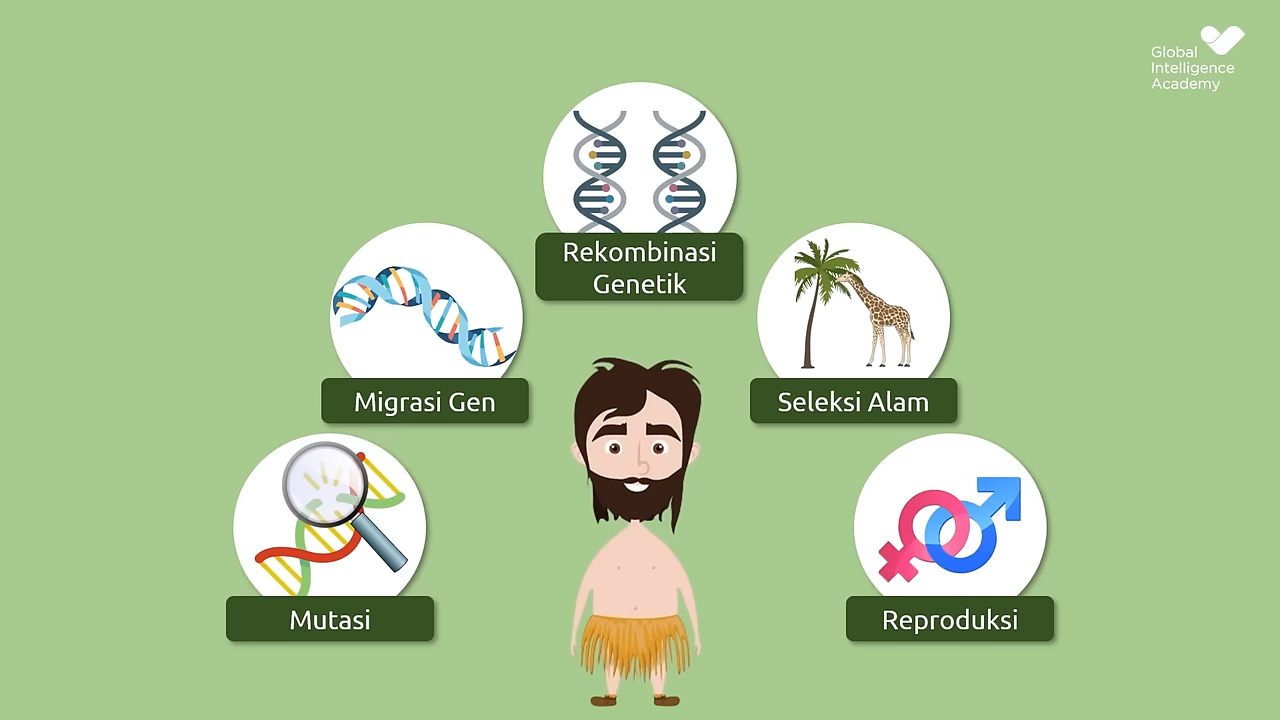 Global
Intelligence
Academy
Rekombinasi
Genetik
Migrasi Gen
Seleksi Alam
Mutasi
Reproduksi